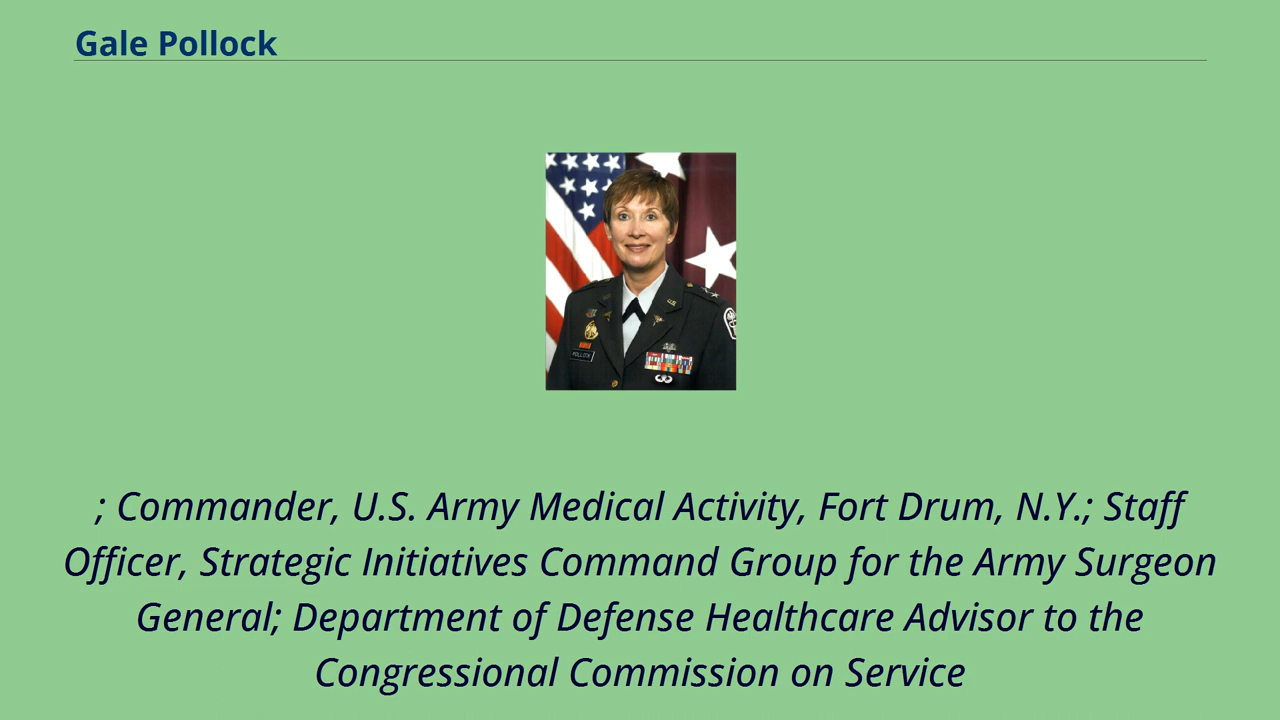 Gale Pollock
POLLOCK
; Commander, U.S. Army Medical Activity, Fort Drum, N.Y.; Staff
Officer, Strategic Initiatives Command Group for the Army Surgeon
General; Department of Defense Healthcare Advisor to the
Congressional Commission on Service